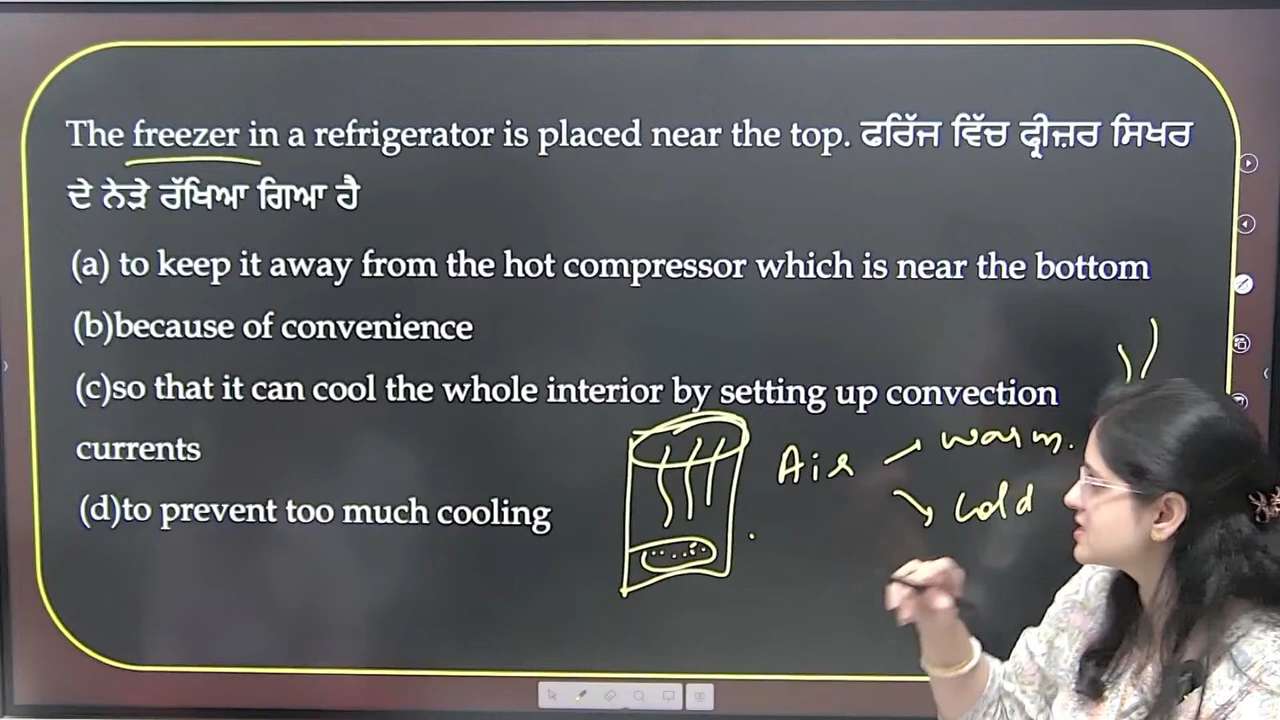 The freezer in a refrigerator is placed near the top. ਫਰਿੱਜ ਵਿੱਚ ਫ੍ਰੀਜ਼ਰ ਸਿਖਰ
ਦੇ ਨੇੜੇ ਰੱਖਿਆ ਗਿਆ ਹੈ
(a) to keep it away from the hot compressor which is near the bottom
(b)because of convenience
(c)so that it can cool the whole interior by setting up convection
currents
(d)to prevent too much cooling
Air
warm.
Cold